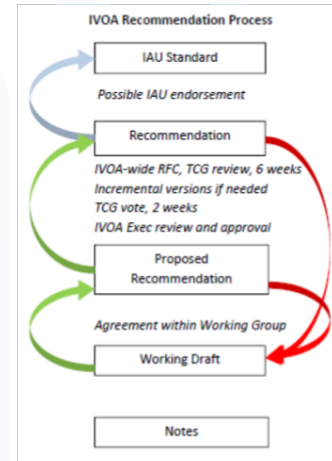 IVOA Recommendation Process
IAU Standard
Possible IAU endorsement
Recommendation
IVOA-wide RFC, TCG review, 6 weeks
Incremental versions if needed
TCG vote, 2 weeks
IVOA Exec review and approval
Proposed
Recommendation
Agreement within Working Group
Working Draft
Notes